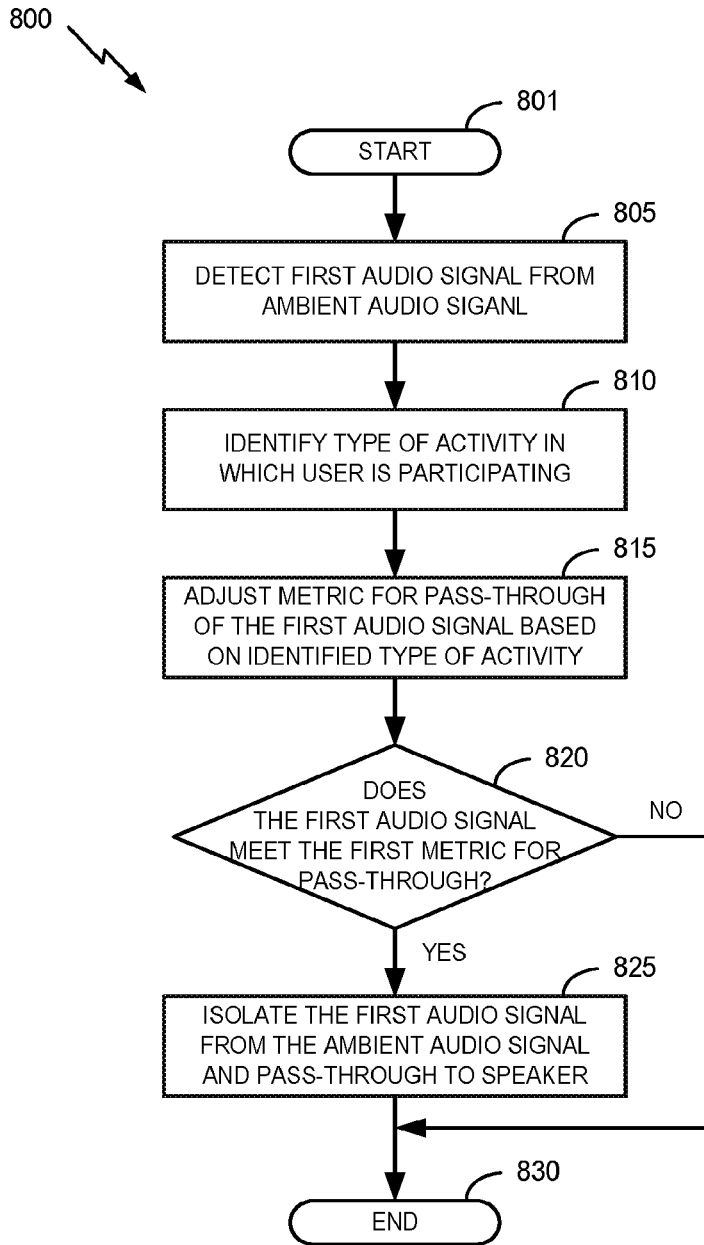 800
801
START
805
DETECT FIRST AUDIO SIGNAL FROM
AMBIENT AUDIO SIGANL
810
IDENTIFY TYPE OF ACTIVITY IN
WHICH USER IS PARTICIPATING
815
ADJUST METRIC FOR PASS-THROUGH
OF THE FIRST AUDIO SIGNAL BASED
ON IDENTIFIED TYPE OF ACTIVITY
820
DOES
THE FIRST AUDIO SIGNAL
MEET THE FIRST METRIC FOR
PASS-THROUGH?
NO
YES
825
ISOLATE THE FIRST AUDIO SIGNAL
FROM THE AMBIENT AUDIO SIGNAL
AND PASS-THROUGH TO SPEAKER
830
END